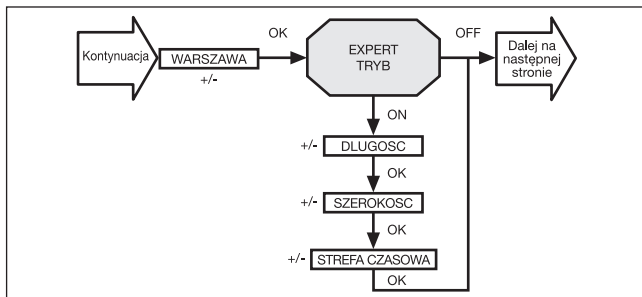 Kontynuacja
WARSZAWA
+/-
OK
EXPERT
TRYB
OFF
Dalej na
następnej
stronie
ON
+/- DLUGOSC
OK
+/- SZEROKOSC
OK
+/- STREFA CZASOWA
OK